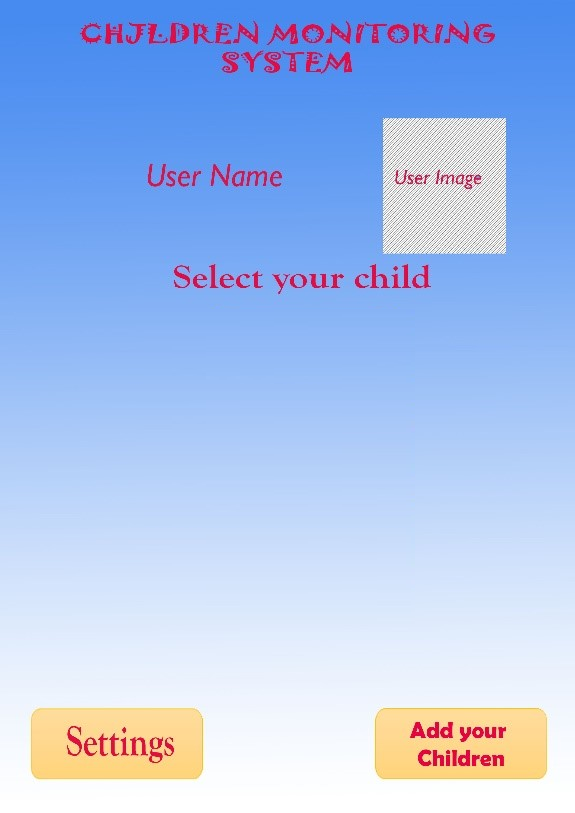 CHILDREN MONITORING
SYSTEM
User Name
User Image
Select your child
Settings
Add your
Children